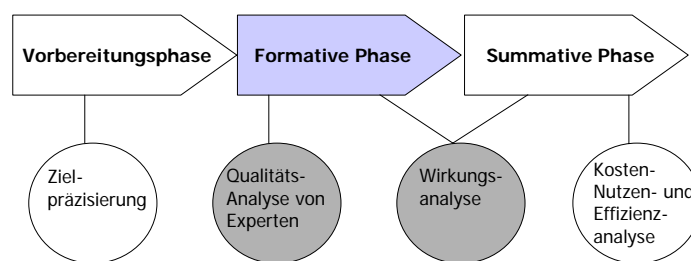 Vorbereitungsphase
Formative Phase
Summative Phase
Ziel-
präzisierung
Qualitäts-
Analyse von
Experten
Wirkungs-
analyse
Kosten-
Nutzen- und
Effizienz-
analyse